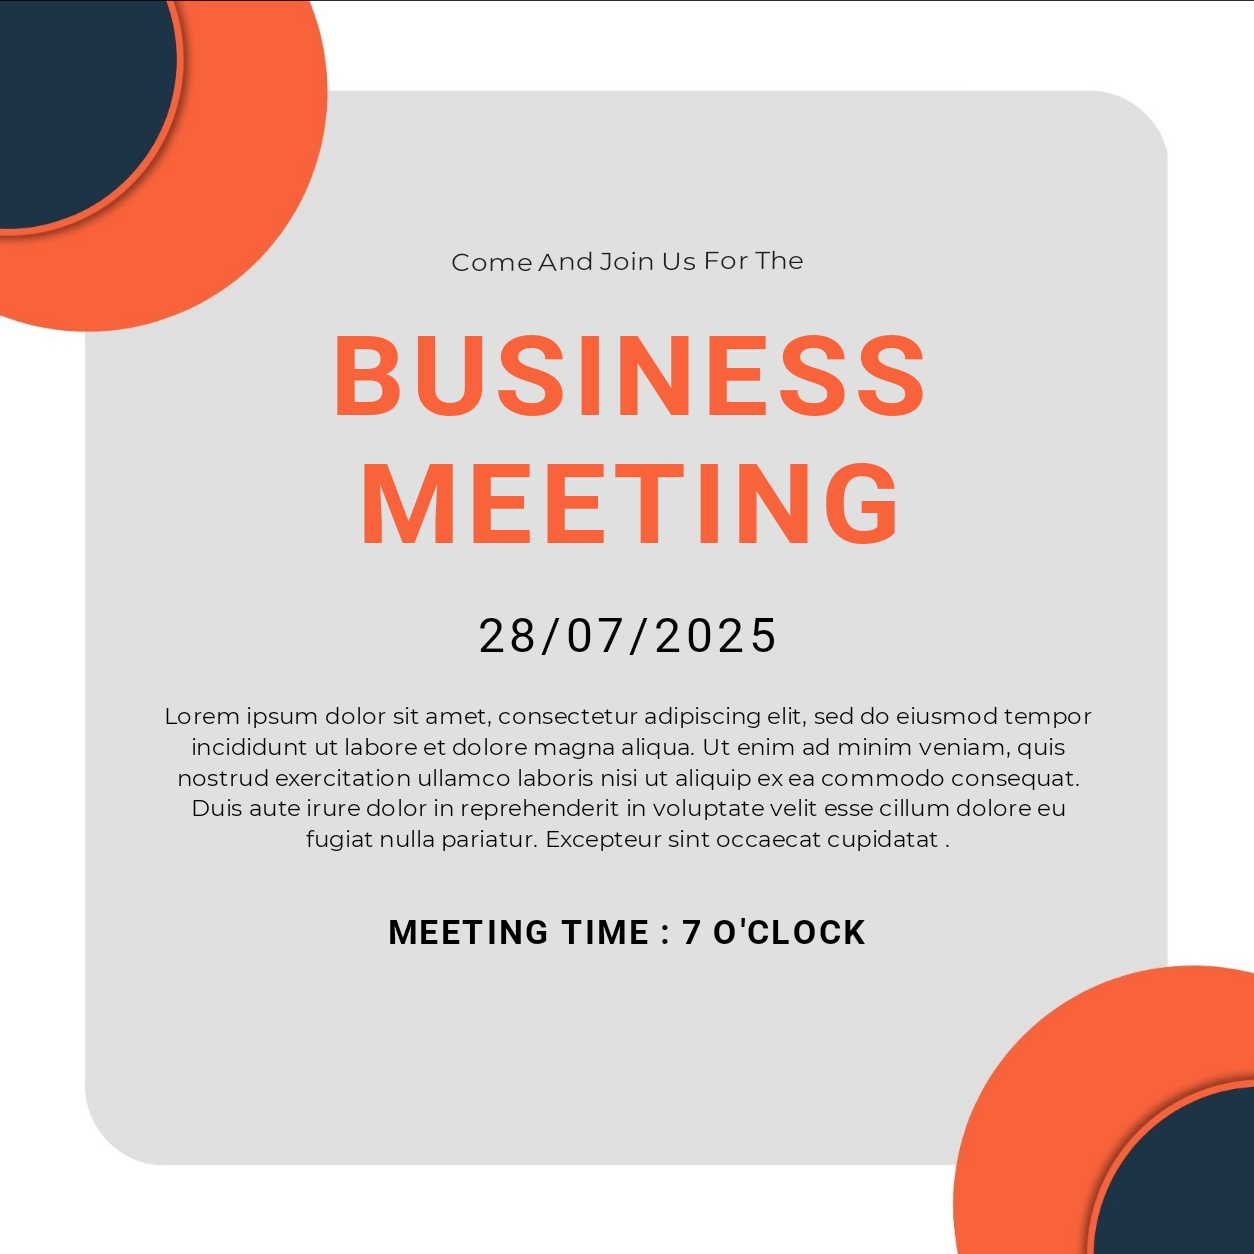 Come And Join Us For The
BUSINESS
MEETING
28/07/2025
Lorem ipsum dolor sit amet, consectetur adipiscing elit, sed do eiusmod tempor
incididunt ut labore et dolore magna aliqua. Ut enim ad minim veniam, quis
nostrud exercitation ullamco laboris nisi ut aliquip ex ea commodo consequat.
Duis aute irure dolor in reprehenderit in voluptate velit esse cillum dolore eu
fugiat nulla pariatur. Excepteur sint occaecat cupidatat .
MEETING TIME : 7 O'CLOCK